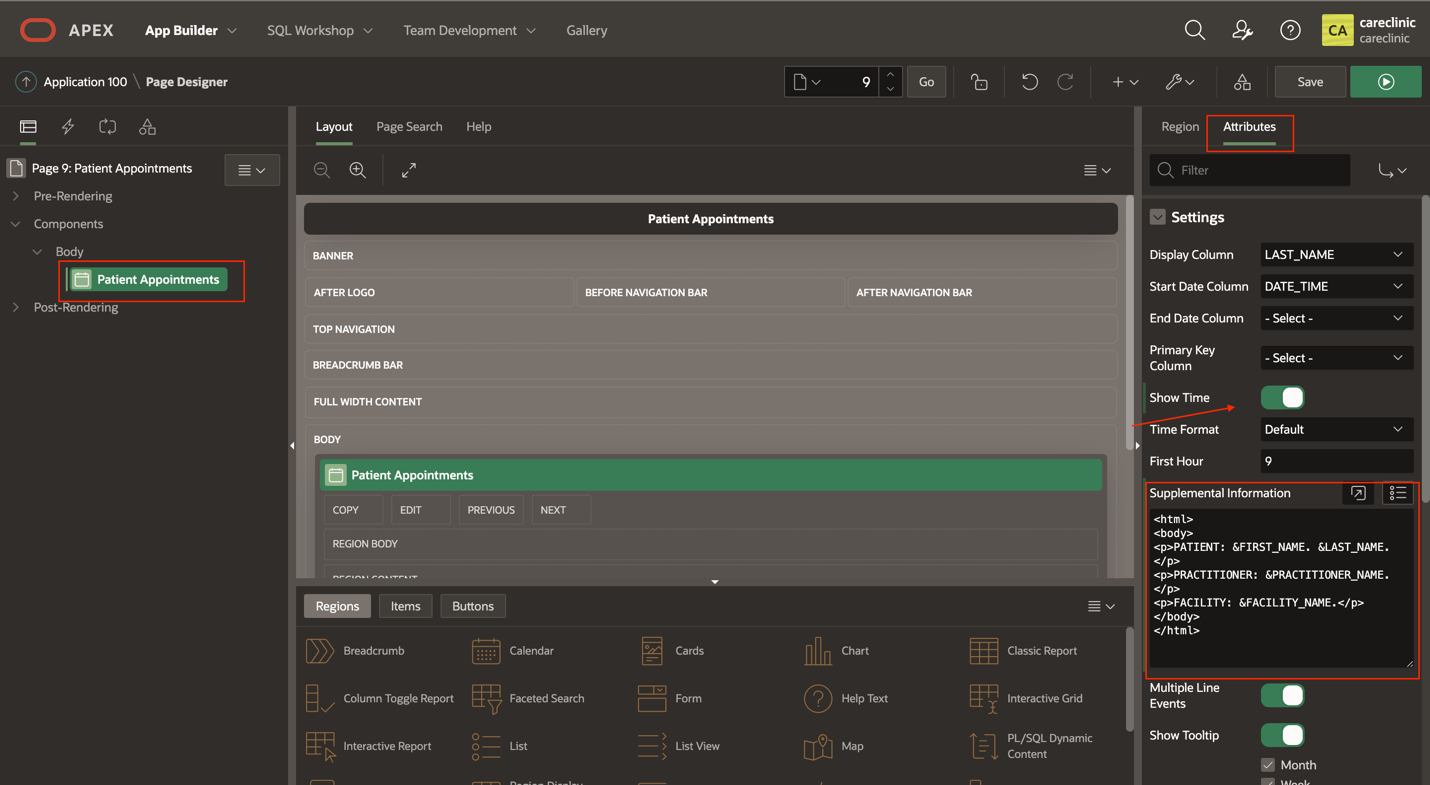 APEX App Builder SQL Workshop Team Development Gallery CA careclinic
careclinic
Application 100 \ Page Designer 9 Go Save
Layout Page Search Help
Region Attributes
Page 9: Patient Appointments
Pre-Rendering
Components
Body
Patient Appointments
Post-Rendering
Patient Appointments
BANNER
AFTER LOGO BEFORE NAVIGATION BAR AFTER NAVIGATION BAR
TOP NAVIGATION
BREADCRUMB BAR
FULL WIDTH CONTENT
BODY
Patient Appointments
COPY EDIT PREVIOUS NEXT
REGION BODY
REGION CONTENT
Regions Items Buttons
Breadcrumb Calendar Cards Chart Classic Report
Column Toggle Report Faceted Search Form Help Text Interactive Grid
Interactive Report List List View Map PL/SQL Dynamic
Content
Region Display
Filter
Settings
Display Column LAST_NAME
Start Date Column DATE_TIME
End Date Column - Select -
Primary Key
Column - Select -
Show Time
Time Format Default
First Hour 9
Supplemental Information
<html>
<body>
<p>PATIENT: &FIRST_NAME. &LAST_NAME.
</p>
<p>PRACTITIONER: &PRACTITIONER_NAME.
</p>
<p>FACILITY: &FACILITY_NAME.</p>
</body>
</html>
Multiple Line
Events
Show Tooltip
Month
Week